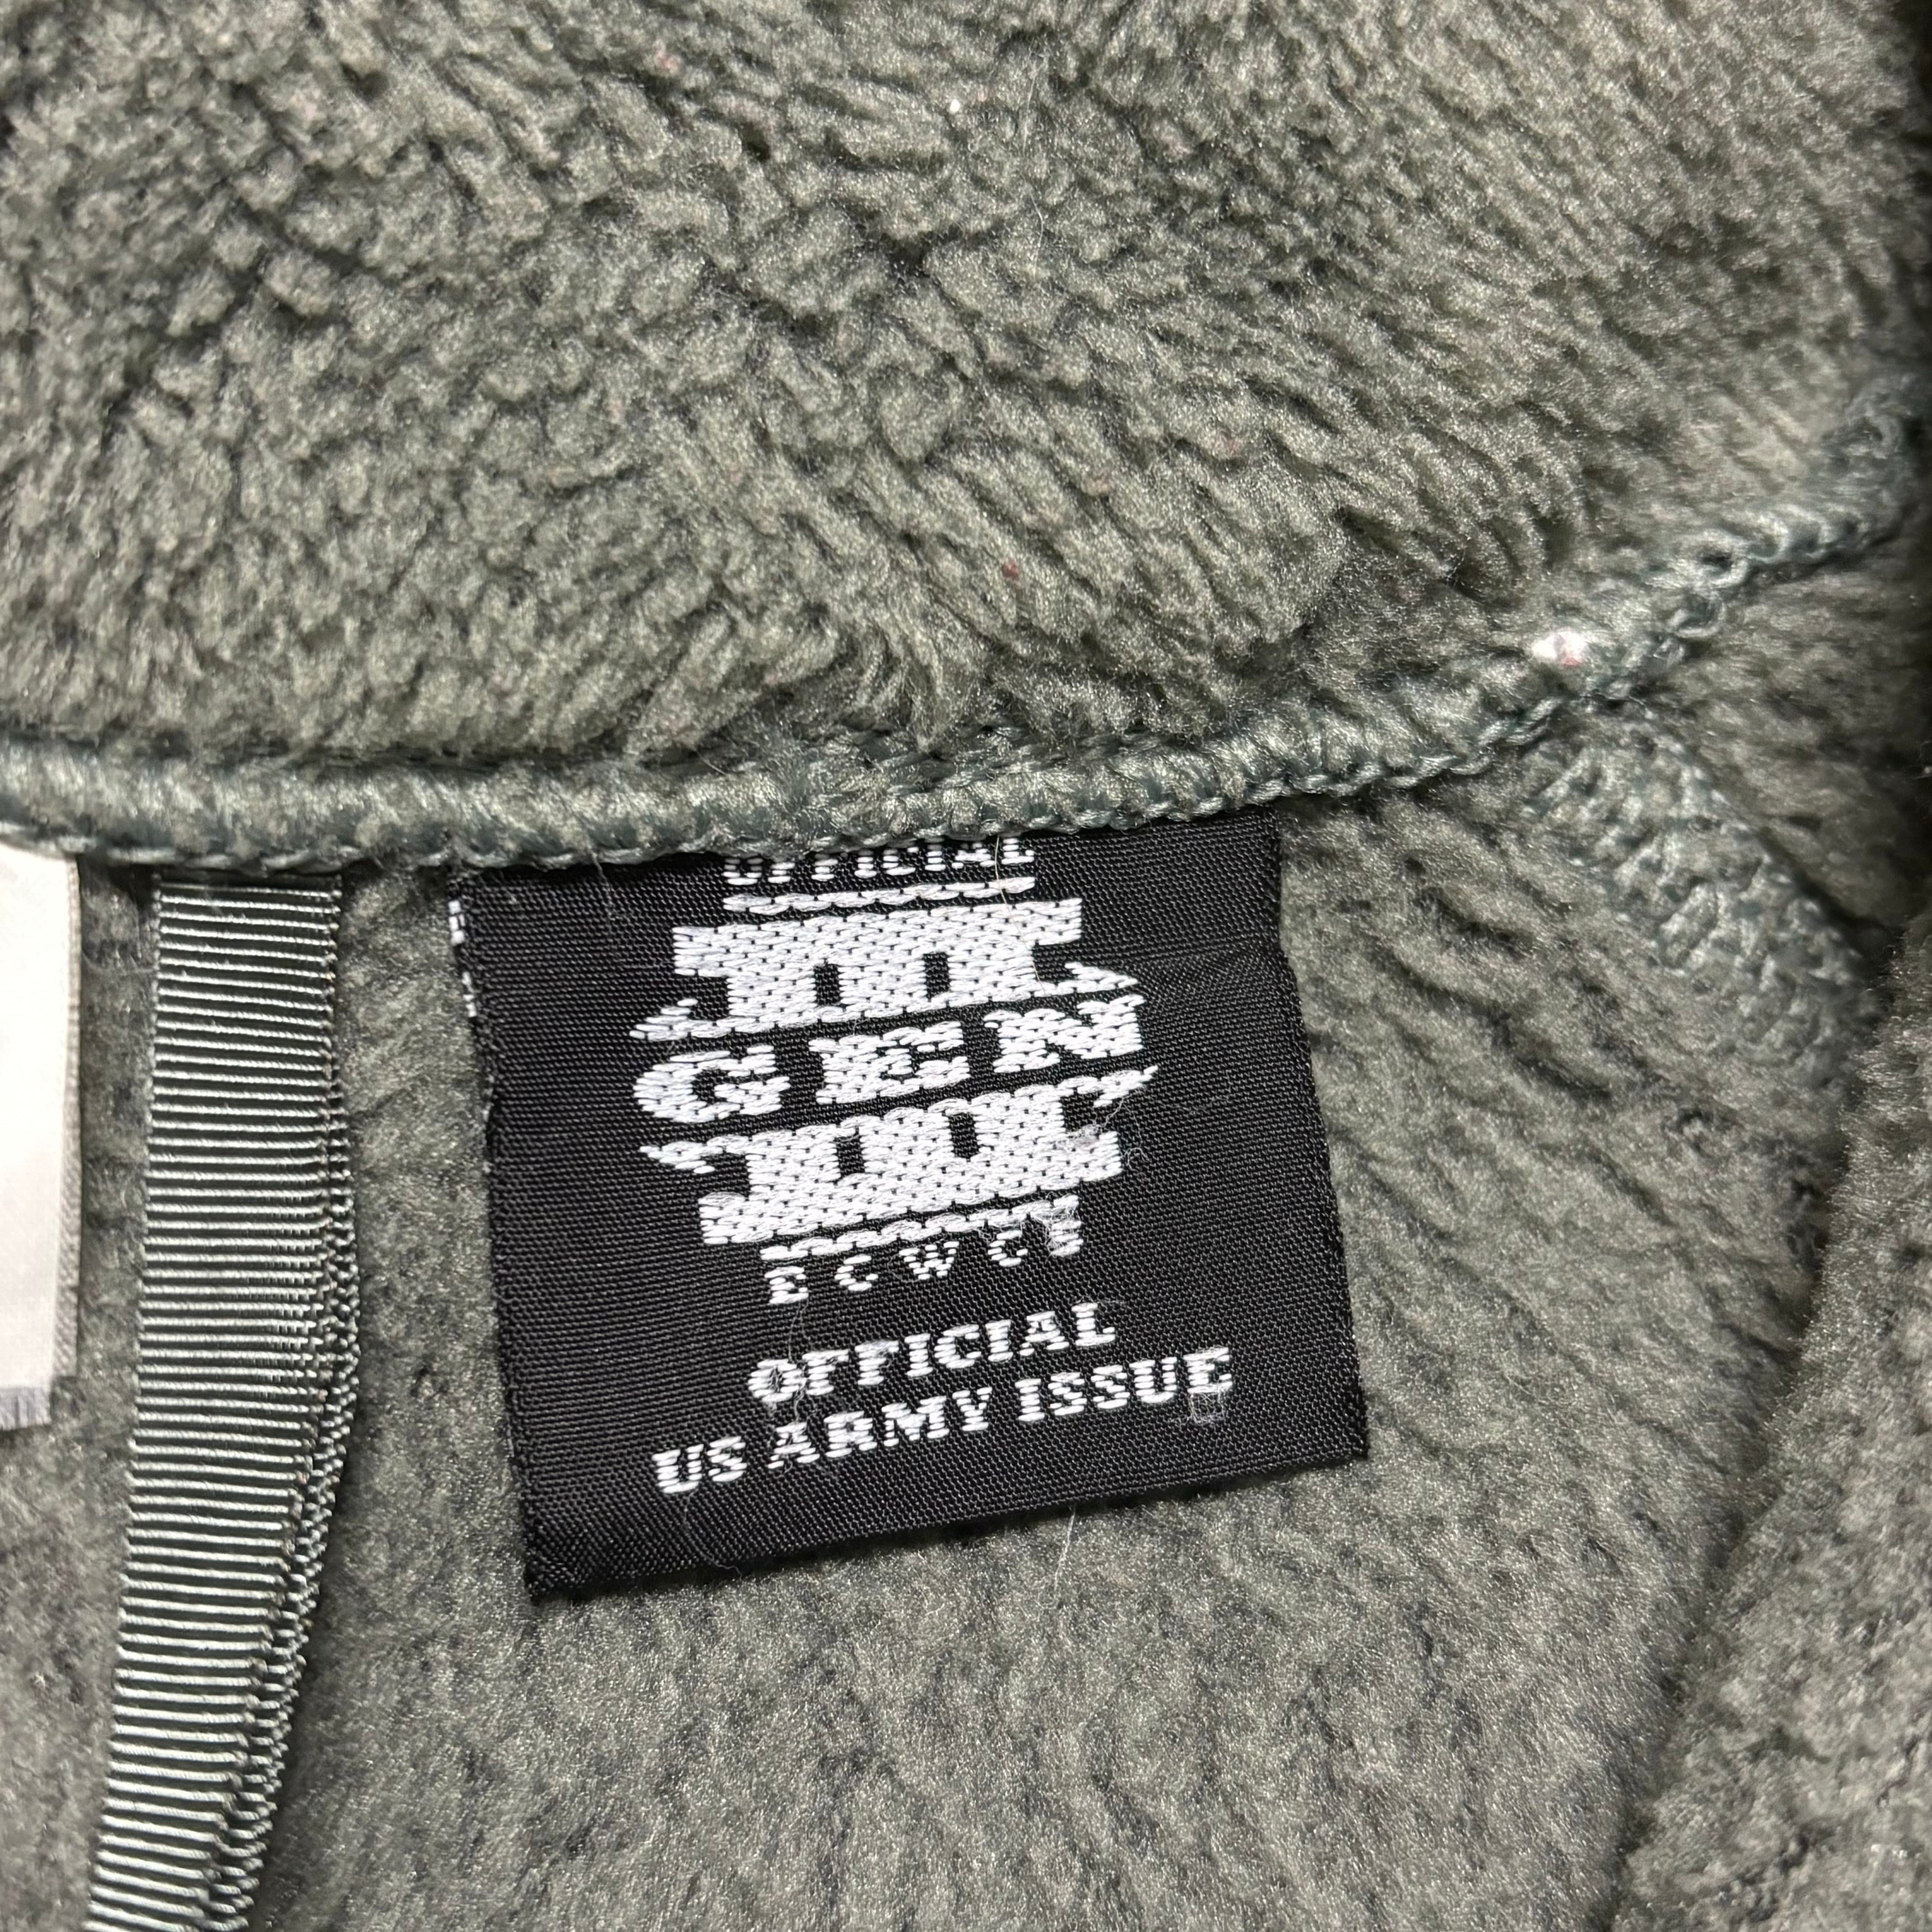 OFFICIAL
III
GEN
III
ECWCS
OFFICIAL
US ARMY ISSUE